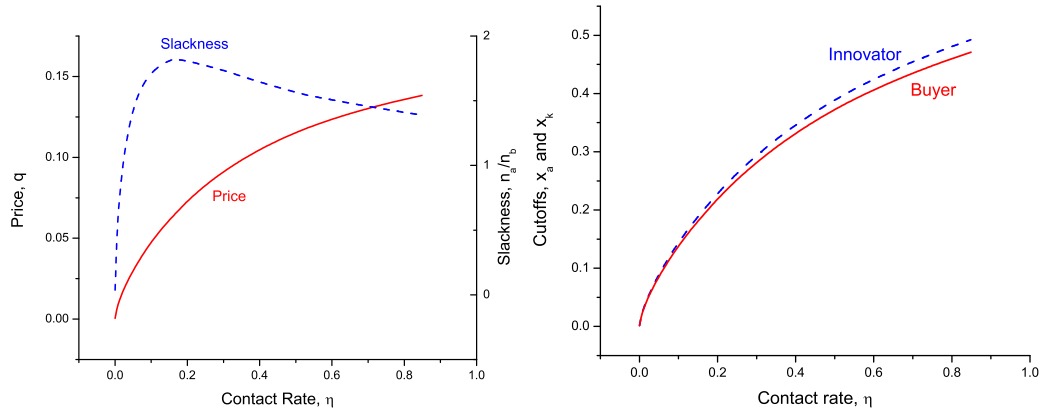 Slackness
Price
Price, q
0.15
0.10
0.05
0.00
0.0 0.2 0.4 0.6 0.8 1.0
Contact Rate, η
2
1
0
Slackness, nₐ/n_b
Innovator
Buyer
Cutoffs, xₐ and xₖ
0.5
0.4
0.3
0.2
0.1
0.0
0.0 0.2 0.4 0.6 0.8 1.0
Contact rate, η